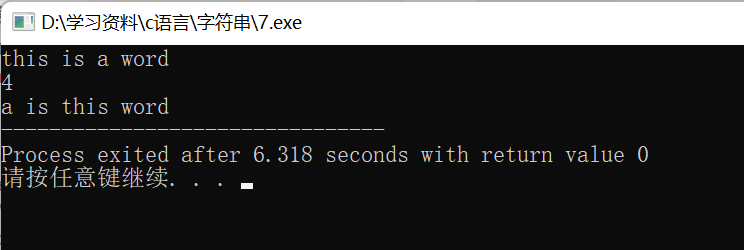 D:\学习资料\c语言\字符串\7.exe
this is a word
4
a is this word
--------------------------------
Process exited after 6.318 seconds with return value 0
请按任意键继续. . .